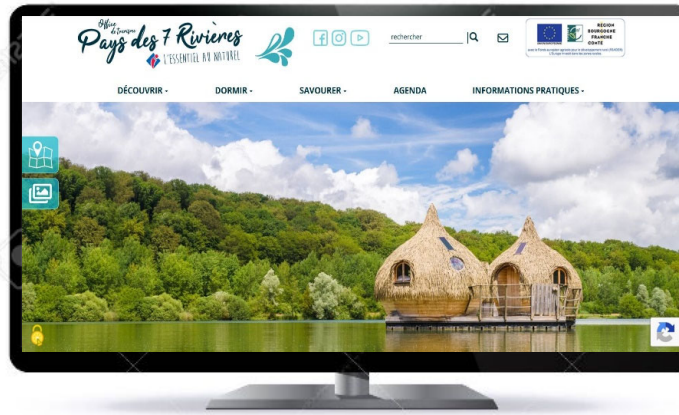 Office
de tourisme
Pays des 7 Rivières
L'ESSENTIEL AU NATUREL
rechercher
REGION
BOURGOGNE
FRANCHE
COMTE
DÉCOUVRIR -
DORMIR -
SAVOURER -
AGENDA
INFORMATIONS PRATIQUES -